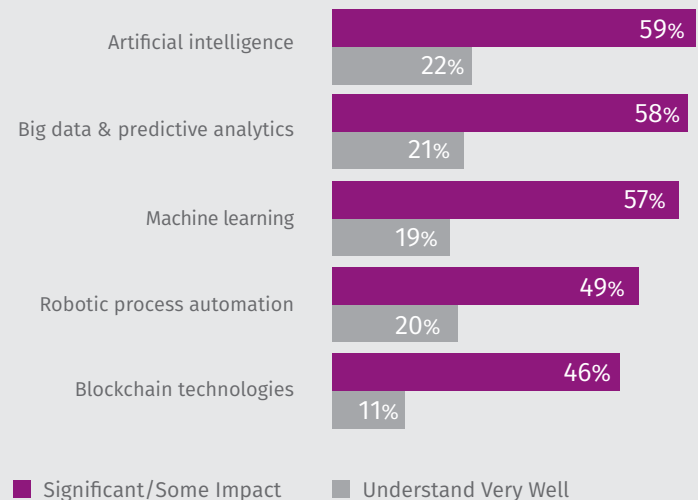 Artificial intelligence
59%
22%
Big data & predictive analytics
58%
21%
Machine learning
57%
19%
Robotic process automation
49%
20%
Blockchain technologies
46%
11%
Significant/Some Impact
Understand Very Well